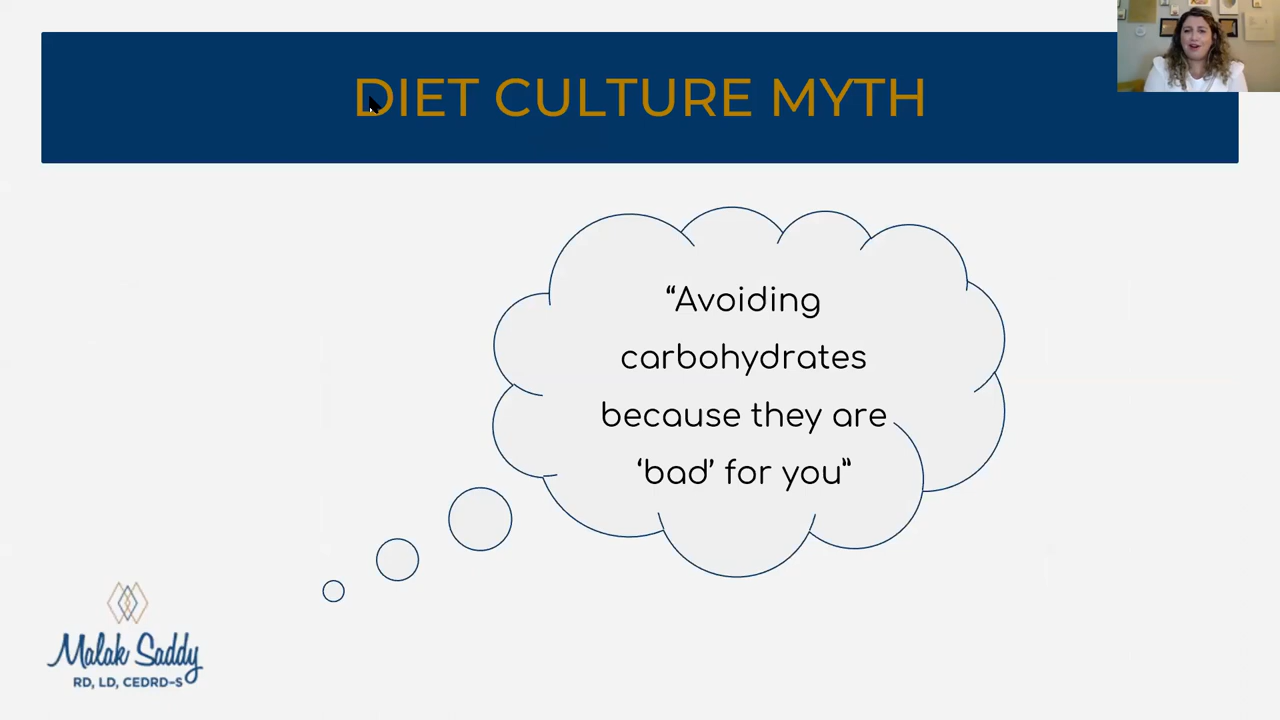 DIET CULTURE MYTH
“Avoiding
carbohydrates
because they are
‘bad’ for you”
Malak Saddy
RD, LD, CEDRD-S